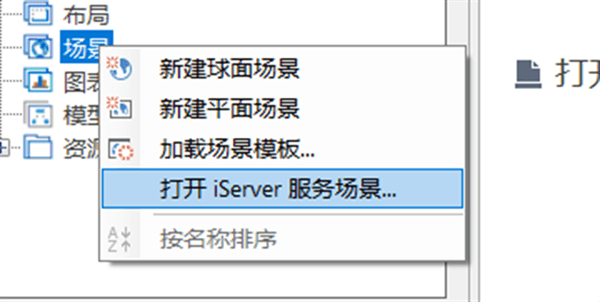 布局
场景
新建球面场景
图表
新建平面场景
模型
加载场景模板...
资源
打开 iServer 服务场景...
按名称排序
打开